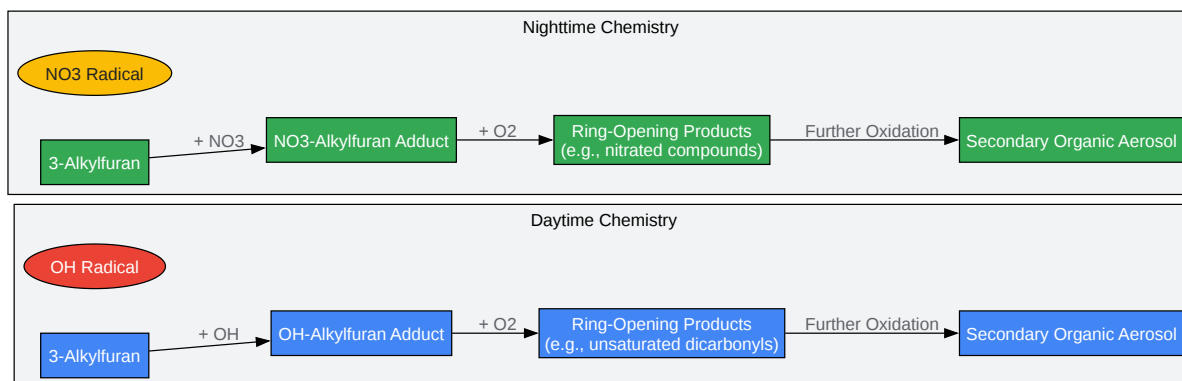 Nighttime Chemistry
NO3 Radical
3-Alkylfuran
+ NO3
NO3-Alkylfuran Adduct
+ O2
Ring-Opening Products
(e.g., nitrated compounds)
Further Oxidation
Secondary Organic Aerosol
Daytime Chemistry
OH Radical
3-Alkylfuran
+ OH
OH-Alkylfuran Adduct
+ O2
Ring-Opening Products
(e.g., unsaturated dicarbonyls)
Further Oxidation
Secondary Organic Aerosol